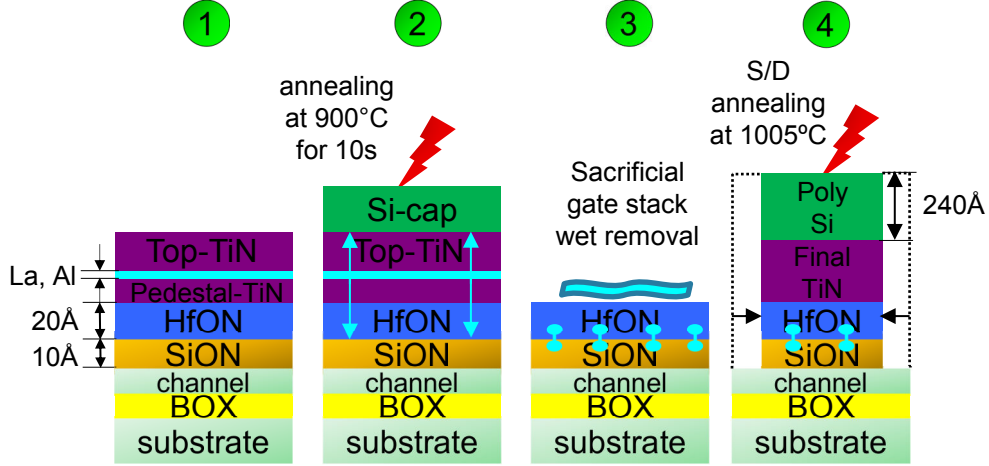 1
2
3
4
annealing
at 900°C
for 10s
S/D
annealing
at 1005ºC
Sacrificial
gate stack
wet removal
Top-TiN
La, Al
Pedestal-TiN
20Å
HfON
10Å
SiON
channel
BOX
substrate
Si-cap
Top-TiN
HfON
SiON
channel
BOX
substrate
HfON
SiON
channel
BOX
substrate
Poly
Si
240Å
Final
TiN
HfON
SiON
channel
BOX
substrate